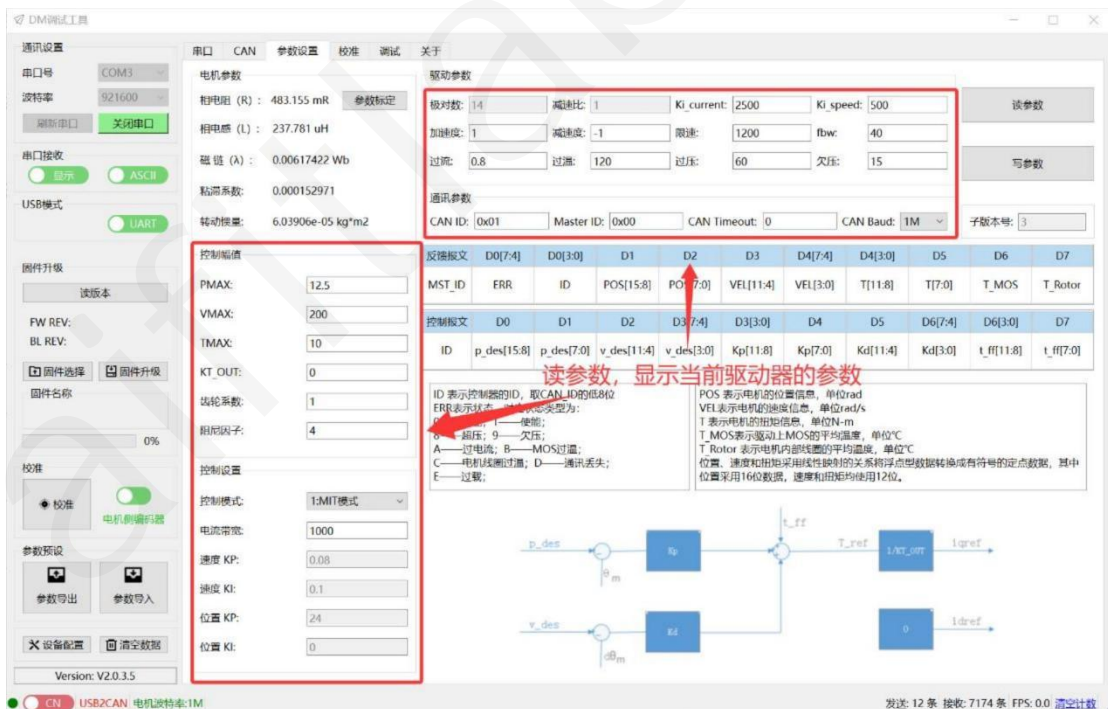 DM调试工具
通讯设置
串口号 COM3
波特率 921600
刷新串口 关闭串口
串口接收
显示 ASCII
USB模式
UART
固件升级
读版本
FW REV:
BL REV:
固件选择 固件升级
固件名称
0%
校准
校准 电机侧编码器
参数预设
参数导出 参数导入
设备配置 清空数据
Version: V2.0.3.5
串口 CAN 参数设置 校准 调试 关于
电机参数
相电阻（R）: 483.155 mR 参数标定
相电感（L）: 237.781 uH
磁 链（λ）: 0.00617422 Wb
粘滞系数: 0.000152971
转动惯量: 6.03906e-05 kg*m2
控制幅值
PMAX: 12.5
VMAX: 200
TMAX: 10
KT_OUT: 0
齿轮系数: 1
阻尼因子: 4
控制设置
控制模式: 1:MIT模式
电流带宽: 1000
速度 KP: 0.08
速度 KI: 0.1
位置 KP: 24
位置 KI: 0
驱动参数
极对数: 14 减速比: 1 Ki_current: 2500 Ki_speed: 500
加速度: 1 减速度: -1 限速: 1200 fbw: 40
过流: 0.8 过温: 120 过压: 60 欠压: 15
读参数
写参数
通讯参数
CAN ID: 0x01 Master ID: 0x00 CAN Timeout: 0 CAN Baud: 1M 子版本号: 3
反馈报文 D0[7:4] D0[3:0] D1 D2 D3 D4[7:4] D4[3:0] D5 D6 D7
MST_ID ERR ID POS[15:8] POS[7:0] VEL[11:4] VEL[3:0] T[11:8] T[7:0] T_MOS T_Rotor
控制报文 D0 D1 D2 D3[7:4] D3[3:0] D4 D5 D6[7:4] D6[3:0] D7
ID p_des[15:8] p_des[7:0] v_des[11:4] v_des[3:0] Kp[11:8] Kp[7:0] Kd[11:4] Kd[3:0] t_ff[11:8] t_ff[7:0]
读参数，显示当前驱动器的参数
ID 表示控制器的ID，取CAN_ID的低8位
ERR表示状态，类型为:
1——使能;
8——超压; 9——欠压;
A——过电流; B——MOS过温;
C——电机线圈过温; D——通讯丢失;
E——过载;
POS 表示电机的位置信息，单位rad
VEL表示电机的速度信息，单位rad/s
T 表示电机的扭矩信息，单位N-m
T_MOS表示驱动上MOS的平均温度，单位℃
T_Rotor 表示电机内部线圈的平均温度，单位℃
位置、速度和扭矩采用线性映射的关系将浮点型数据转换成有符号的定点数据，其中
位置采用16位数据，速度和扭矩均使用12位。
t_ff
p_des Kp T_ref 1/KT_OUT iqref
θm
v_des Kd 0 idref
dθm
CN USB2CAN 电机波特率:1M
发送: 12 条 接收: 7174 条 FPS: 0.0 清空计数